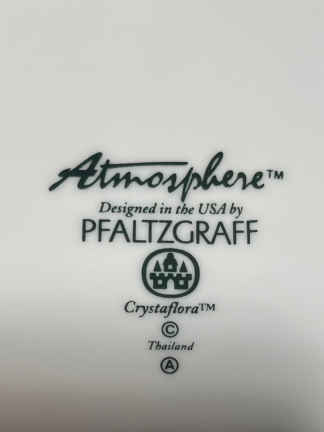 Atmosphere™
Designed in the USA by
PFALTZGRAFF
Crystaflora™
©
Thailand
Ⓐ